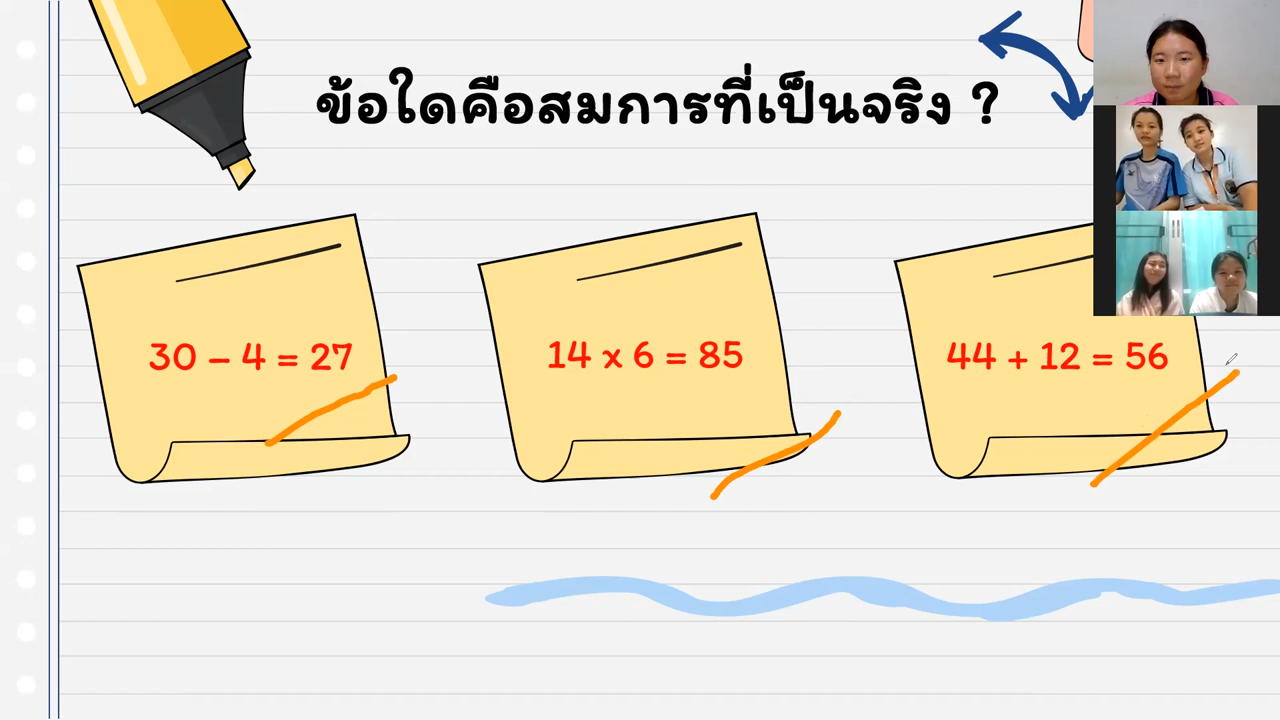 ข้อใดคือสมการที่เป็นจริง ?
30 – 4 = 27
14 x 6 = 85
44 + 12 = 56